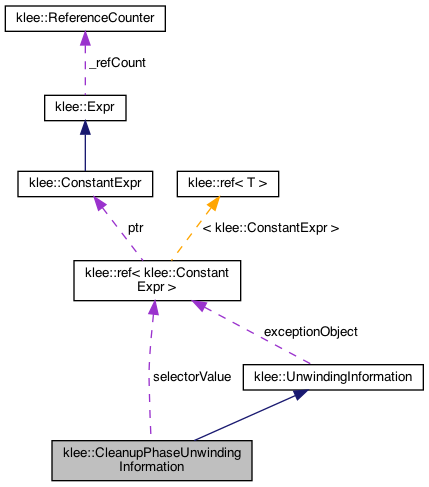 klee::ReferenceCounter
_refCount
klee::Expr
klee::ConstantExpr
klee::ref< T >
ptr
< klee::ConstantExpr >
klee::ref< klee::Constant
Expr >
exceptionObject
selectorValue
klee::UnwindingInformation
klee::CleanupPhaseUnwinding
Information